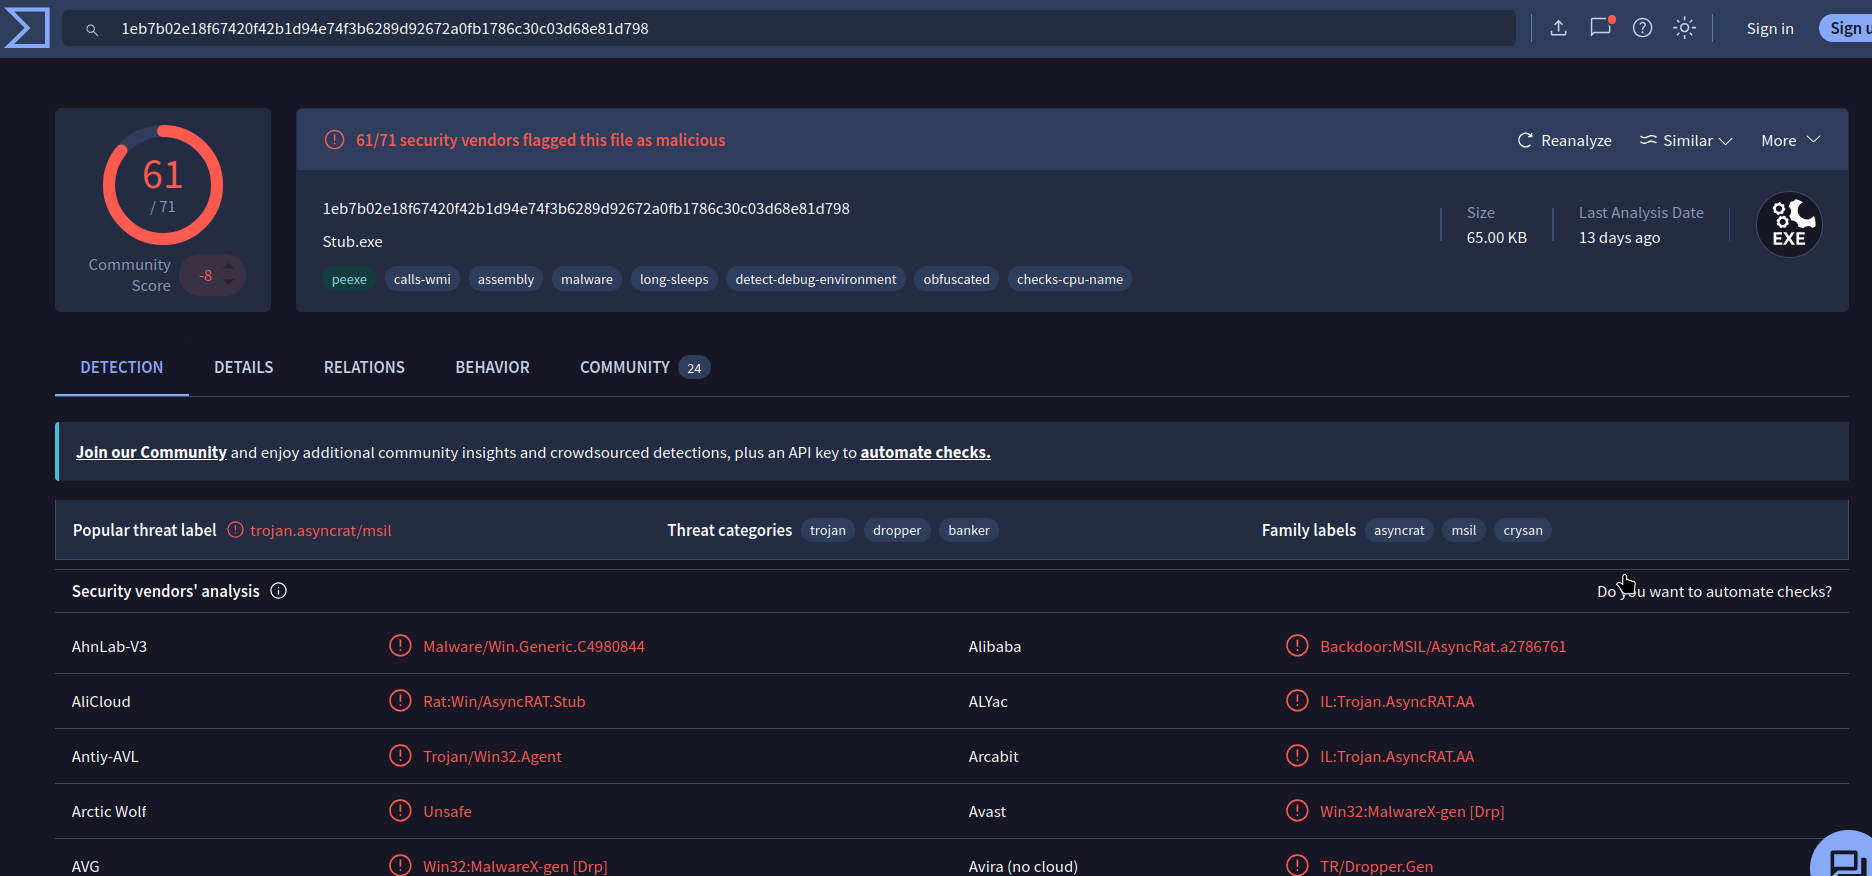 1eb7b02e18f67420f42b1d94e74f3b6289d92672a0fb1786c30c03d68e81d798
Sign in
Sign u
61
/ 71
Community
Score
-8
61/71 security vendors flagged this file as malicious
Reanalyze
Similar
More
1eb7b02e18f67420f42b1d94e74f3b6289d92672a0fb1786c30c03d68e81d798
Stub.exe
Size
65.00 KB
Last Analysis Date
13 days ago
EXE
peexe
calls-wmi
assembly
malware
long-sleeps
detect-debug-environment
obfuscated
checks-cpu-name
DETECTION
DETAILS
RELATIONS
BEHAVIOR
COMMUNITY 24
Join our Community and enjoy additional community insights and crowdsourced detections, plus an API key to automate checks.
Popular threat label trojan.asyncrat/msil
Threat categories trojan dropper banker
Family labels asyncrat msil crysan
Security vendors' analysis
Do you want to automate checks?
AhnLab-V3 Malware/Win.Generic.C4980844
Alibaba Backdoor:MSIL/AsyncRat.a2786761
AliCloud Rat:Win/AsyncRAT.Stub
ALYac IL:Trojan.AsyncRAT.AA
Antiy-AVL Trojan/Win32.Agent
Arcabit IL:Trojan.AsyncRAT.AA
Arctic Wolf Unsafe
Avast Win32:MalwareX-gen [Drp]
AVG Win32:MalwareX-gen [Drp]
Avira (no cloud) TR/Dropper.Gen